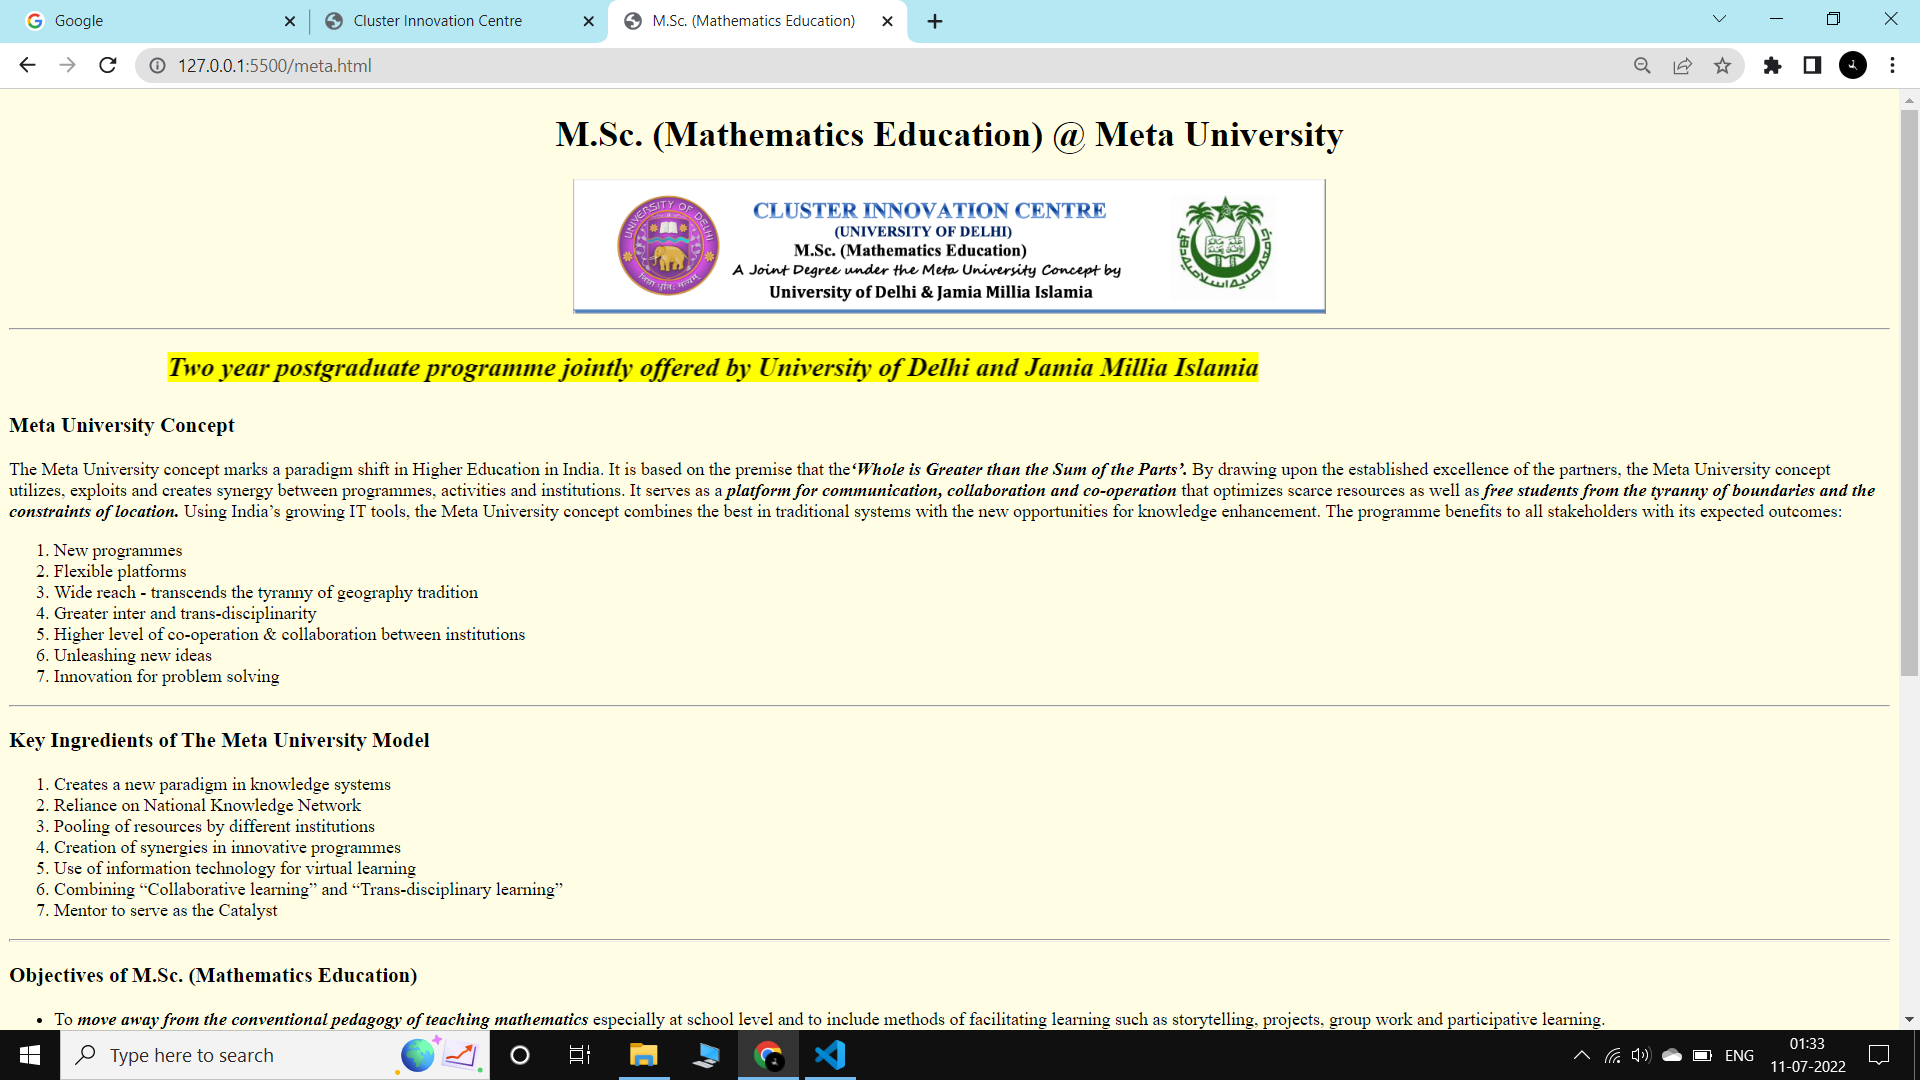 Google
Cluster Innovation Centre
M.Sc. (Mathematics Education)
127.0.0.1:5500/meta.html
M.Sc. (Mathematics Education) @ Meta University
UNIVERSITY OF DELHI
CLUSTER INNOVATION CENTRE
(UNIVERSITY OF DELHI)
M.Sc. (Mathematics Education)
A Joint Degree under the Meta University Concept by
University of Delhi & Jamia Millia Islamia
Two year postgraduate programme jointly offered by University of Delhi and Jamia Millia Islamia
Meta University Concept
The Meta University concept marks a paradigm shift in Higher Education in India. It is based on the premise that the‘Whole is Greater than the Sum of the Parts’. By drawing upon the established excellence of the partners, the Meta University concept
utilizes, exploits and creates synergy between programmes, activities and institutions. It serves as a platform for communication, collaboration and co-operation that optimizes scarce resources as well as free students from the tyranny of boundaries and the
constraints of location. Using India’s growing IT tools, the Meta University concept combines the best in traditional systems with the new opportunities for knowledge enhancement. The programme benefits to all stakeholders with its expected outcomes:
1. New programmes
2. Flexible platforms
3. Wide reach - transcends the tyranny of geography tradition
4. Greater inter and trans-disciplinarity
5. Higher level of co-operation & collaboration between institutions
6. Unleashing new ideas
7. Innovation for problem solving
Key Ingredients of The Meta University Model
1. Creates a new paradigm in knowledge systems
2. Reliance on National Knowledge Network
3. Pooling of resources by different institutions
4. Creation of synergies in innovative programmes
5. Use of information technology for virtual learning
6. Combining “Collaborative learning” and “Trans-disciplinary learning”
7. Mentor to serve as the Catalyst
Objectives of M.Sc. (Mathematics Education)
• To move away from the conventional pedagogy of teaching mathematics especially at school level and to include methods of facilitating learning such as storytelling, projects, group work and participative learning.
Type here to search
ENG
01:33
11-07-2022